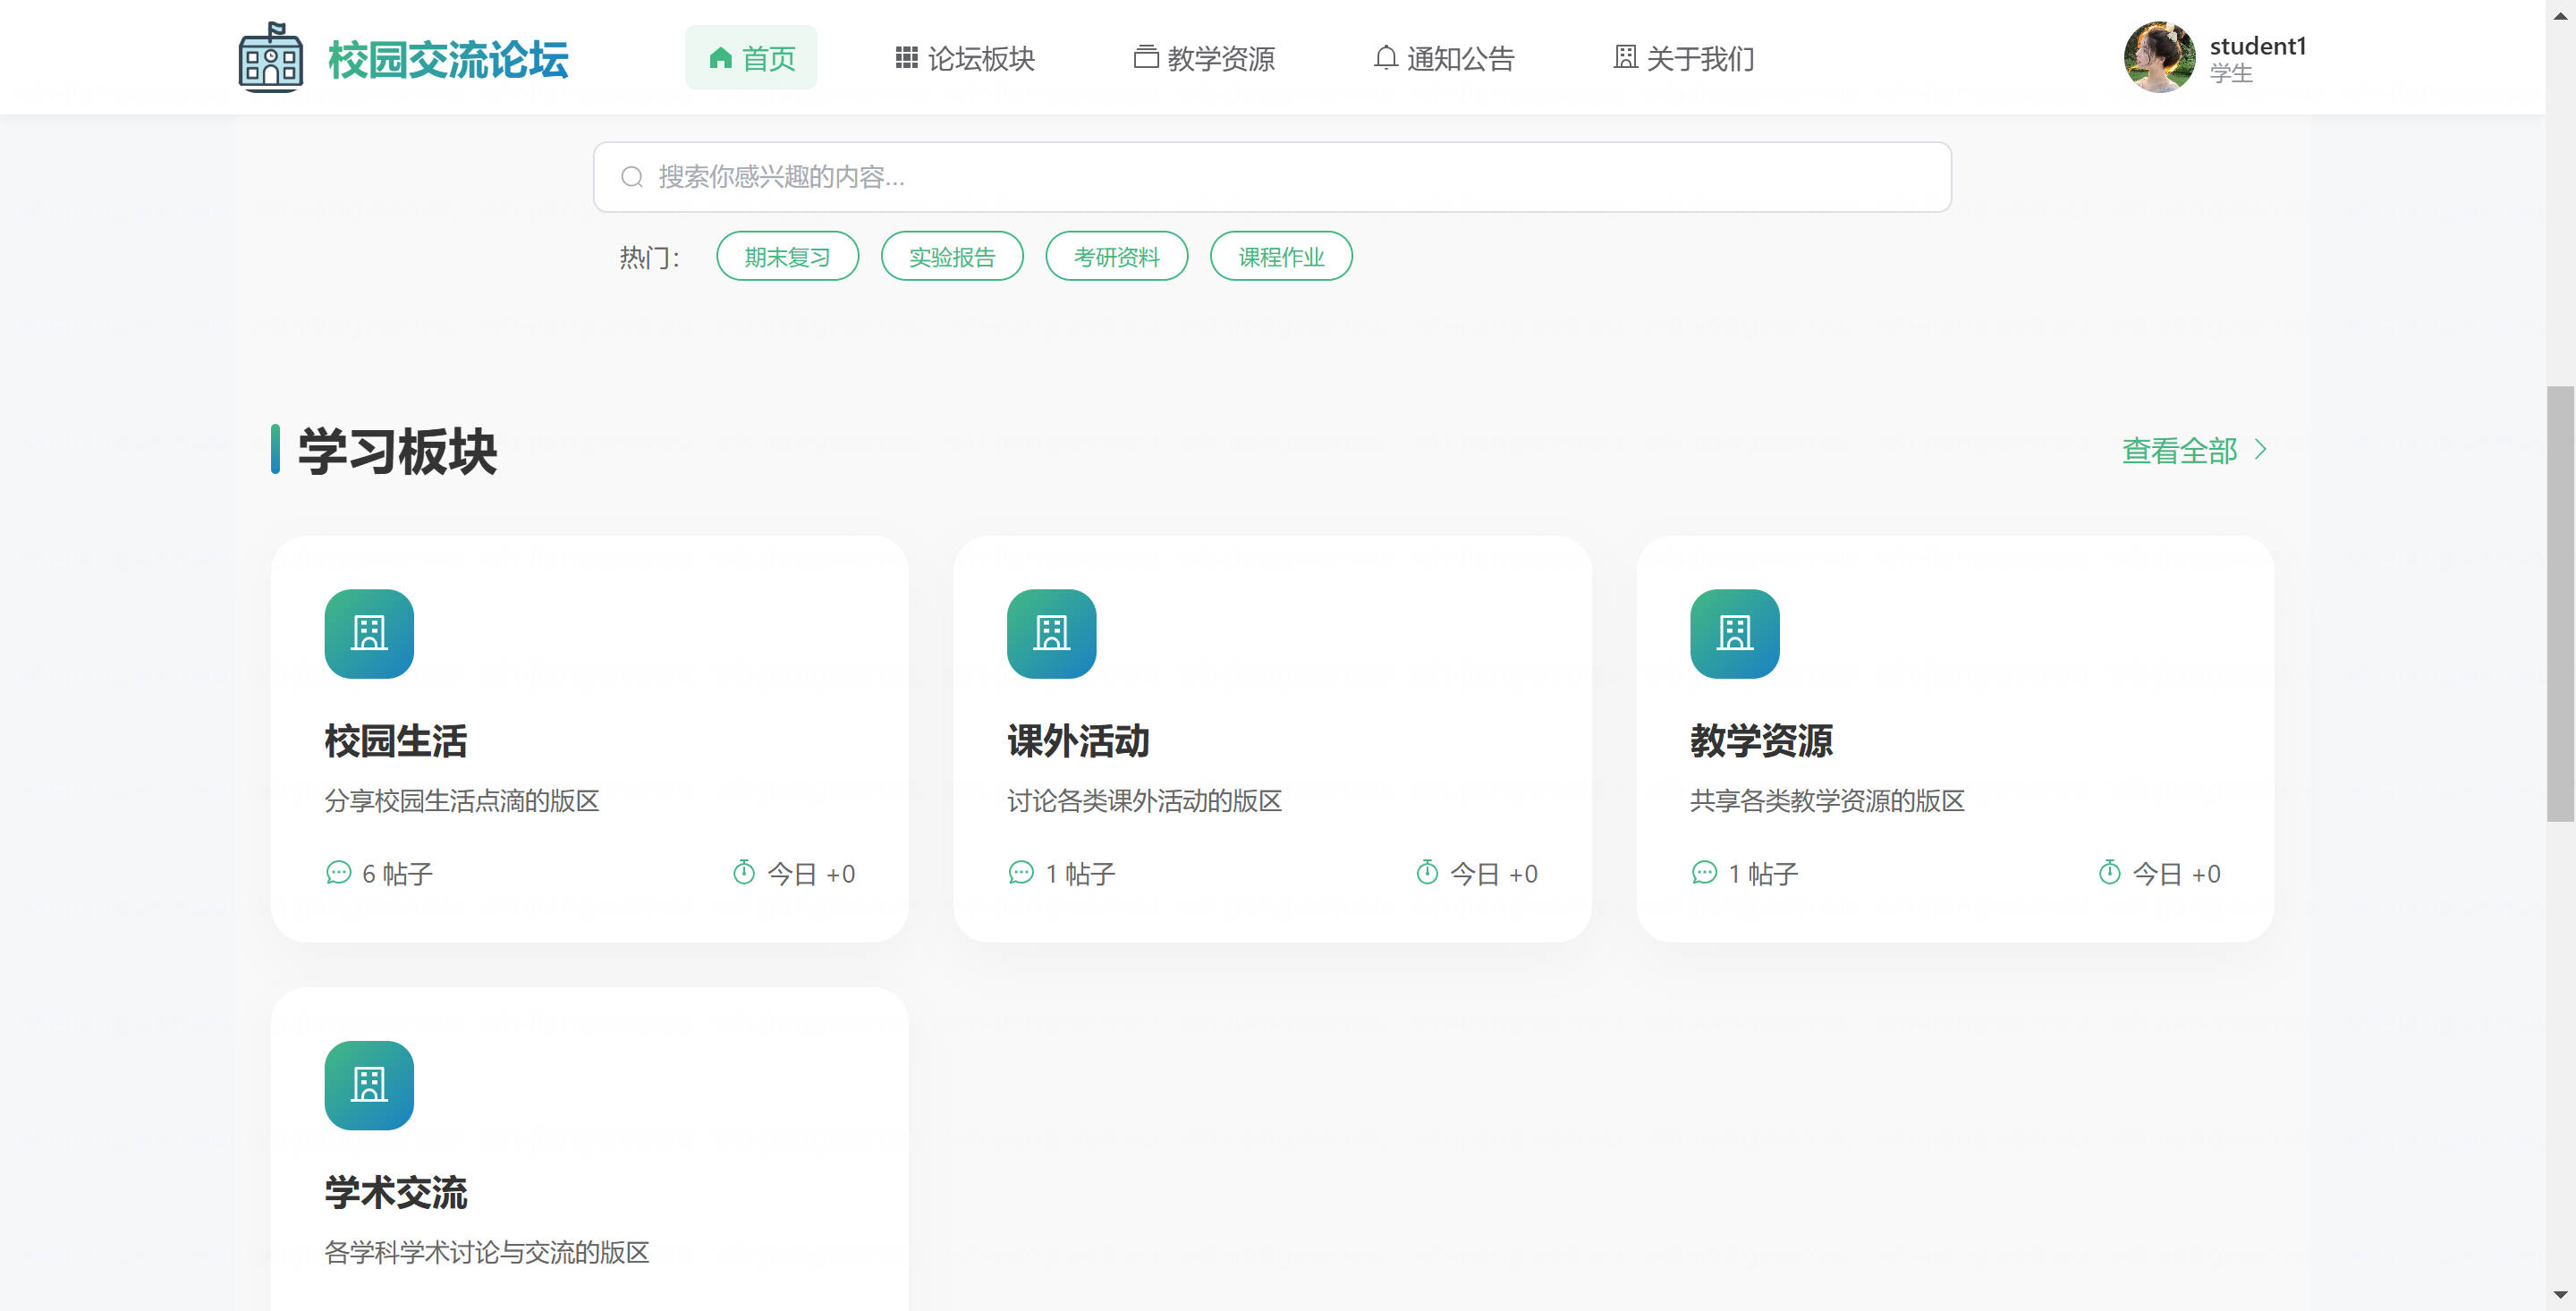 校园交流论坛
首页
论坛板块
教学资源
通知公告
关于我们
student1
学生
搜索你感兴趣的内容...
热门：
期末复习
实验报告
考研资料
课程作业
学习板块
查看全部
校园生活
分享校园生活点滴的版区
6 帖子
今日 +0
课外活动
讨论各类课外活动的版区
1 帖子
今日 +0
教学资源
共享各类教学资源的版区
1 帖子
今日 +0
学术交流
各学科学术讨论与交流的版区